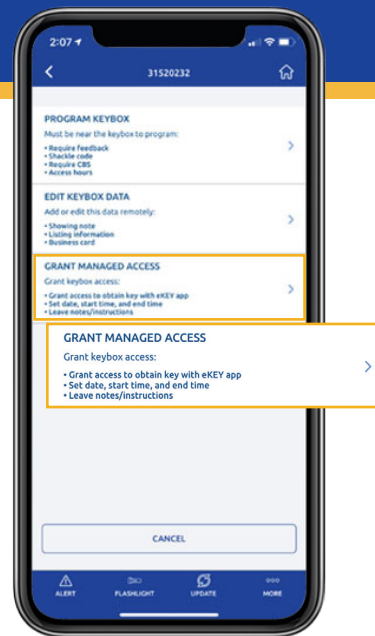 2:07
31520232
PROGRAM KEYBOX
Must be near the keybox to program:
• Require feedback
• Shackle code
• Require CBS
• Access hours
EDIT KEYBOX DATA
Add or edit this data remotely:
• Showing note
• Listing information
• Business card
GRANT MANAGED ACCESS
Grant keybox access:
• Grant access to obtain key with eKEY app
• Set date, start time, and end time
• Leave notes/instructions
GRANT MANAGED ACCESS
Grant keybox access:
• Grant access to obtain key with eKEY app
• Set date, start time, and end time
• Leave notes/instructions
CANCEL
ALERT FLASHLIGHT UPDATE MORE